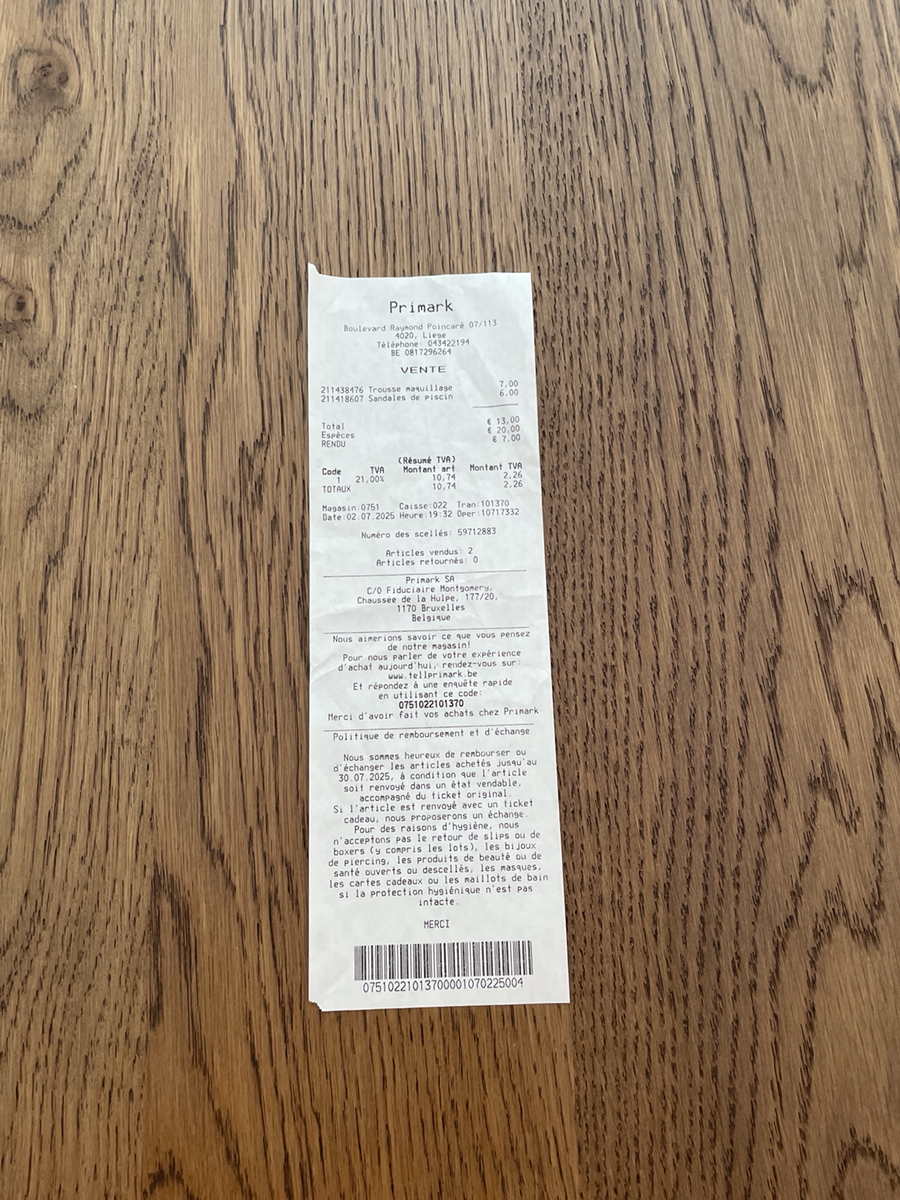 Primark
Boulevard Raymond Poincaré 07/113
4020, Liege
Téléphone: 043422194
BE 0817296264
VENTE
211438476 Trousse maquillage 7,00
211418607 Sandales de piscin 6,00
Total € 13,00
Espèces € 20,00
RENDU € 7,00
(Résumé TVA)
Code TVA Montant art Montant TVA
1 21,00% 10,74 2,26
TOTAUX 10,74 2,26
Magasin:0751 Caisse:022 Tran:101370
Date:02.07.2025 Heure:19:32 Oper:10717332
Numéro des scellés: 59712883
Articles vendus: 2
Articles retournés: 0
Primark SA
C/O Fiduciaire Montgomery,
Chaussée de la Hulpe, 177/20,
1170 Bruxelles
Belgique
Nous aimerions savoir ce que vous pensez
de notre magasin!
Pour nous parler de votre expérience
d'achat aujourd'hui, rendez-vous sur:
www.tellprimark.be
Et répondez à une enquête rapide
en utilisant ce code:
0751022101370
Merci d'avoir fait vos achats chez Primark
Politique de remboursement et d'échange
Nous sommes heureux de rembourser ou
d'échanger les articles achetés jusqu'au
30.07.2025, à condition que l'article
soit renvoyé dans un état vendable,
accompagné du ticket original.
Si l'article est renvoyé avec un ticket
cadeau, nous proposerons un échange.
Pour des raisons d'hygiène, nous
n'acceptons pas le retour de slips ou de
boxers (y compris les lots), les bijoux
de piercing, les produits de beauté ou de
santé ouverts ou descellés, les masques,
les cartes cadeaux ou les maillots de bain
si la protection hygiénique n'est pas
intacte.
MERCI
07510221013700001070225004